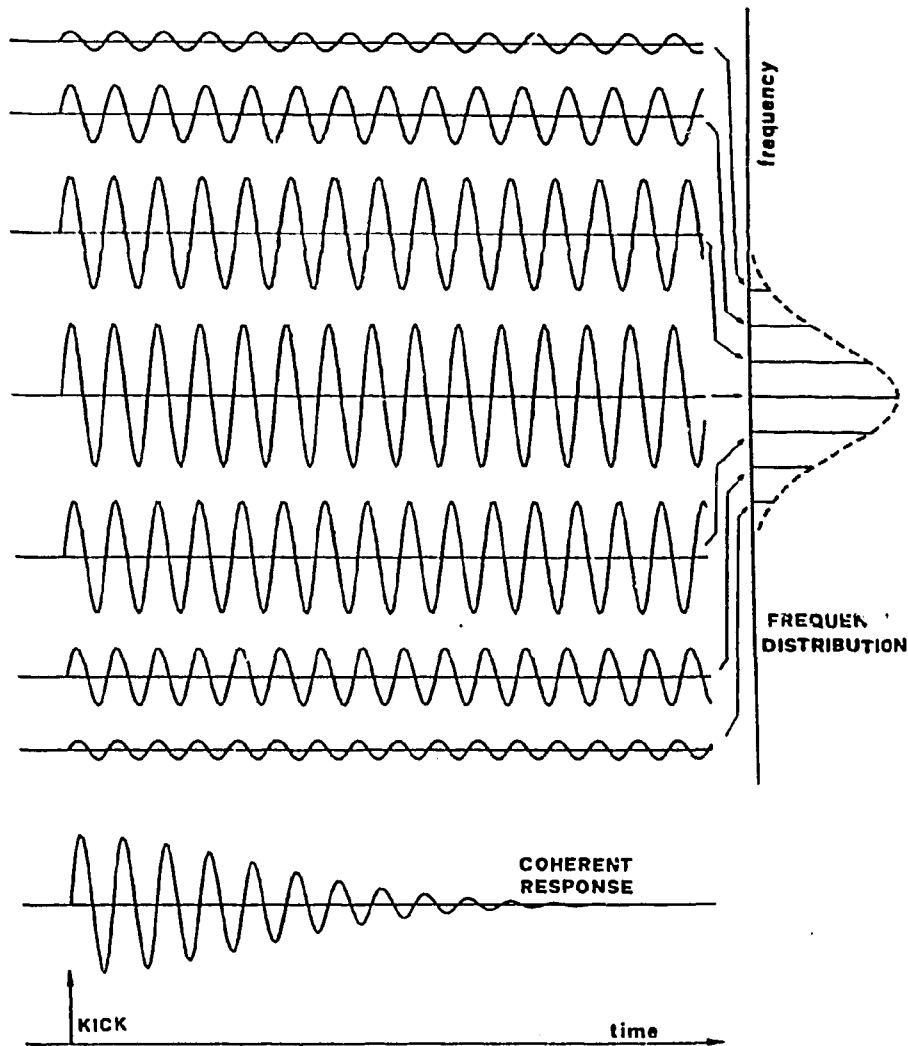 frequency
FREQUEN
DISTRIBUTION
COHERENT
RESPONSE
KICK
time